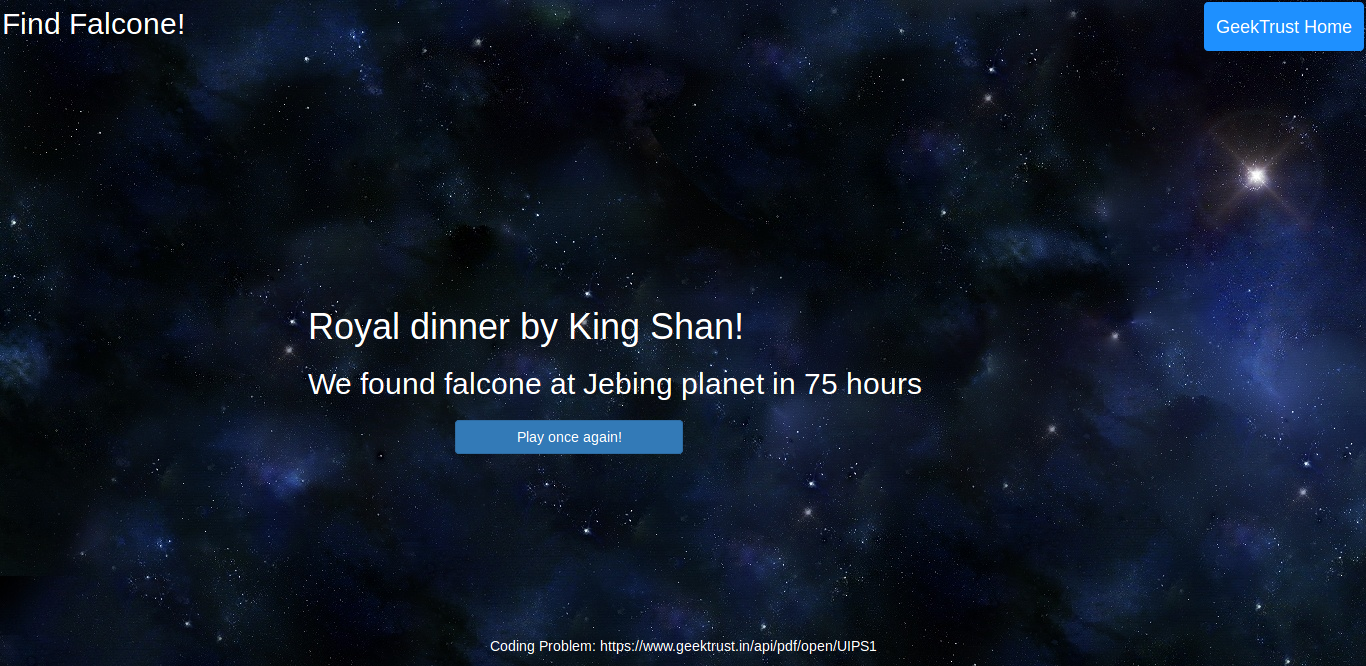 Find Falcone!
GeekTrust Home
Royal dinner by King Shan!
We found falcone at Jebing planet in 75 hours
Play once again!
Coding Problem: https://www.geektrust.in/api/pdf/open/UIPS1